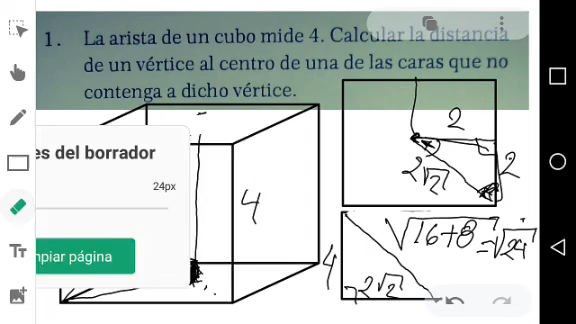 1. La arista de un cubo mide 4. Calcular la distancia
de un vértice al centro de una de las caras que no
contenga a dicho vértice.
es del borrador
24px
npiar página
4
2
2
2√2
√16+8 = √24
4
2√2
Tт